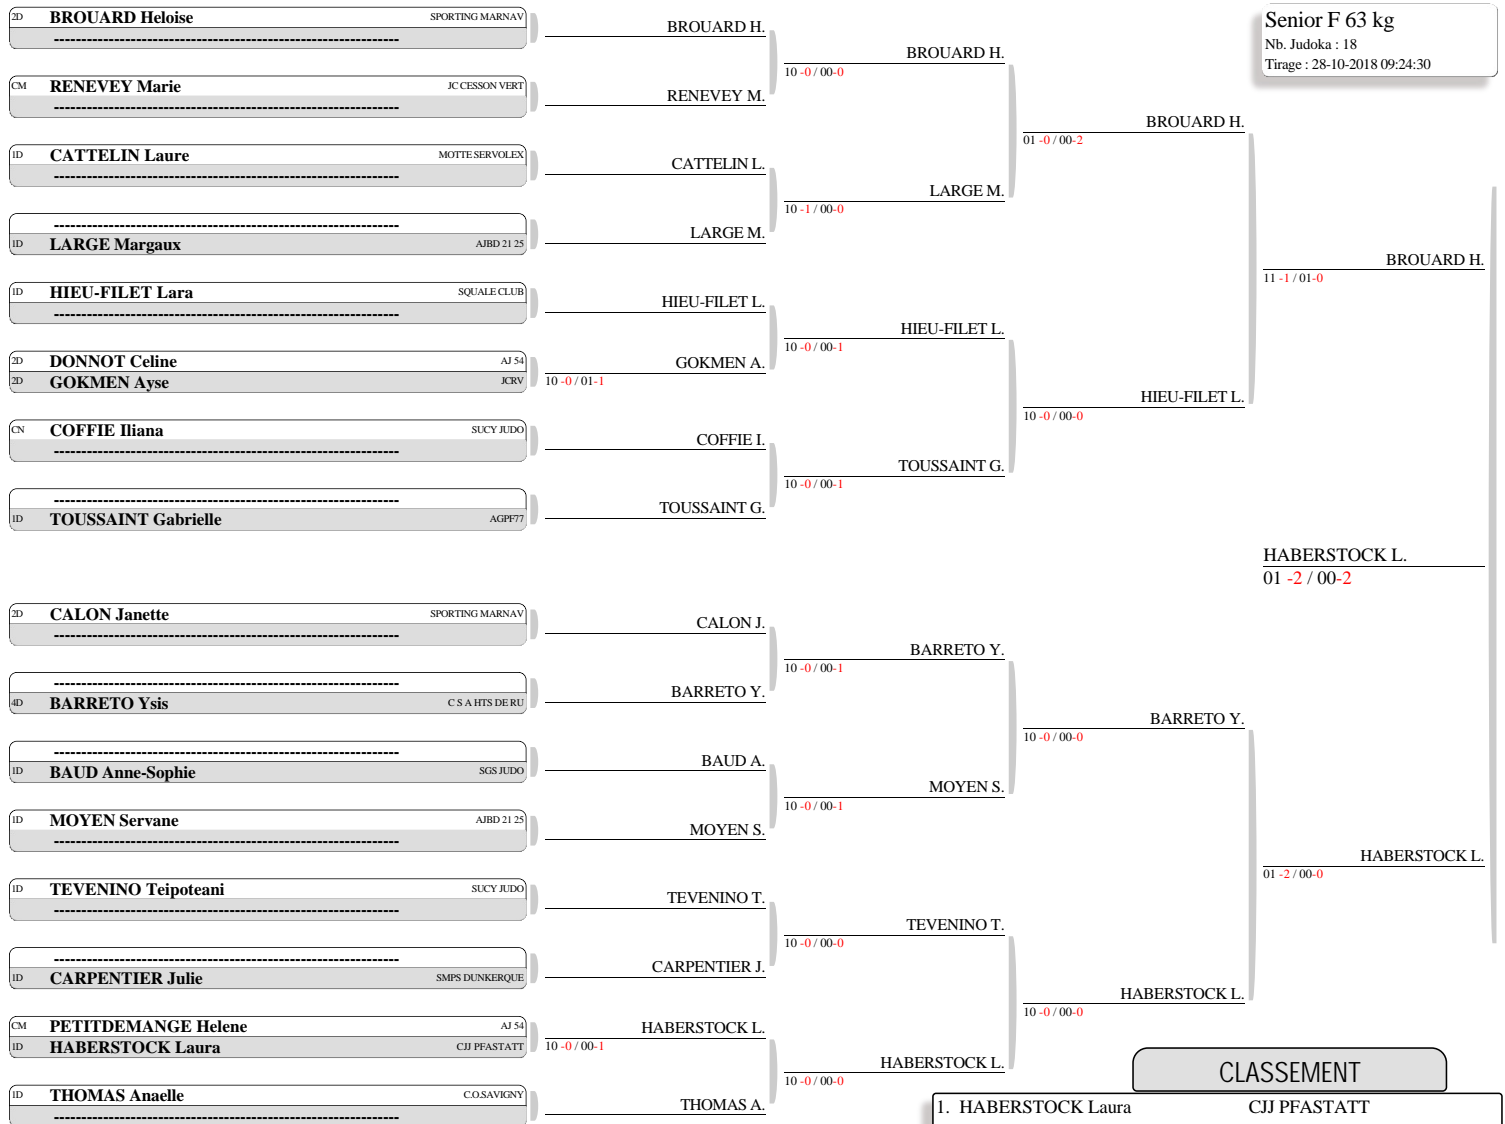 Senior F 63 kg
Nb. Judoka : 18
Tirage : 28-10-2018 09:24:30
2D BROUARD Heloise SPORTING MARNAV
----------------------------------------------------------------
CM RENEVEY Marie JC CESSON VERT
----------------------------------------------------------------
1D CATTELIN Laure MOTTE SERVOLEX
----------------------------------------------------------------
----------------------------------------------------------------
1D LARGE Margaux AJBD 21 25
1D HIEU-FILET Lara SQUALE CLUB
----------------------------------------------------------------
2D DONNOT Celine AJ 54
2D GOKMEN Ayse JCRV
CN COFFIE Iliana SUCY JUDO
----------------------------------------------------------------
----------------------------------------------------------------
1D TOUSSAINT Gabrielle AGPF77
2D CALON Janette SPORTING MARNAV
----------------------------------------------------------------
----------------------------------------------------------------
4D BARRETO Ysis C S A HTS DE RU
----------------------------------------------------------------
1D BAUD Anne-Sophie SGS JUDO
1D MOYEN Servane AJBD 21 25
----------------------------------------------------------------
1D TEVENINO Teipoteani SUCY JUDO
----------------------------------------------------------------
----------------------------------------------------------------
1D CARPENTIER Julie SMPS DUNKERQUE
CM PETITDEMANGE Helene AJ 54
1D HABERSTOCK Laura CJJ PFASTATT
1D THOMAS Anaelle C.O.SAVIGNY
----------------------------------------------------------------
BROUARD H.
RENEVEY M.
CATTELIN L.
LARGE M.
HIEU-FILET L.
GOKMEN A.
10 -0 / 01-1
COFFIE I.
TOUSSAINT G.
CALON J.
BARRETO Y.
BAUD A.
MOYEN S.
TEVENINO T.
CARPENTIER J.
HABERSTOCK L.
10 -0 / 00-1
THOMAS A.
BROUARD H.
10 -0 / 00-0
LARGE M.
10 -1 / 00-0
HIEU-FILET L.
10 -0 / 00-1
TOUSSAINT G.
10 -0 / 00-1
BARRETO Y.
10 -0 / 00-1
MOYEN S.
10 -0 / 00-1
TEVENINO T.
10 -0 / 00-0
HABERSTOCK L.
10 -0 / 00-0
BROUARD H.
01 -0 / 00-2
HIEU-FILET L.
10 -0 / 00-0
BARRETO Y.
10 -0 / 00-0
HABERSTOCK L.
10 -0 / 00-0
BROUARD H.
11 -1 / 01-0
HABERSTOCK L.
01 -2 / 00-2
HABERSTOCK L.
01 -2 / 00-0
CLASSEMENT
1. HABERSTOCK Laura CJJ PFASTATT